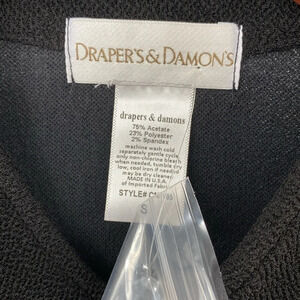 DRAPER'S & DAMON'S
drapers & damons
75% Acetate
23% Polyester
2% Spandex
machine wash cold
separately gentle cycle
only non-chlorine bleach
when needed, tumble dry
low, cool iron if needed
may be dry cleaned
MADE IN U.S.A.
of Imported Fabric
STYLE#
S